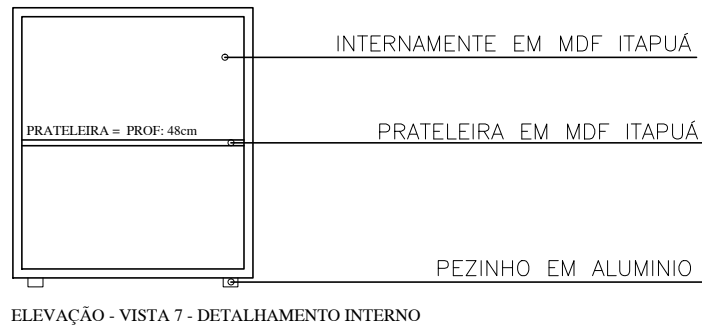 INTERNAMENTE EM MDF ITAPUÁ
PRATELEIRA = PROF: 48cm
PRATELEIRA EM MDF ITAPUÁ
PEZINHO EM ALUMINIO
ELEVAÇÃO - VISTA 7 - DETALHAMENTO INTERNO